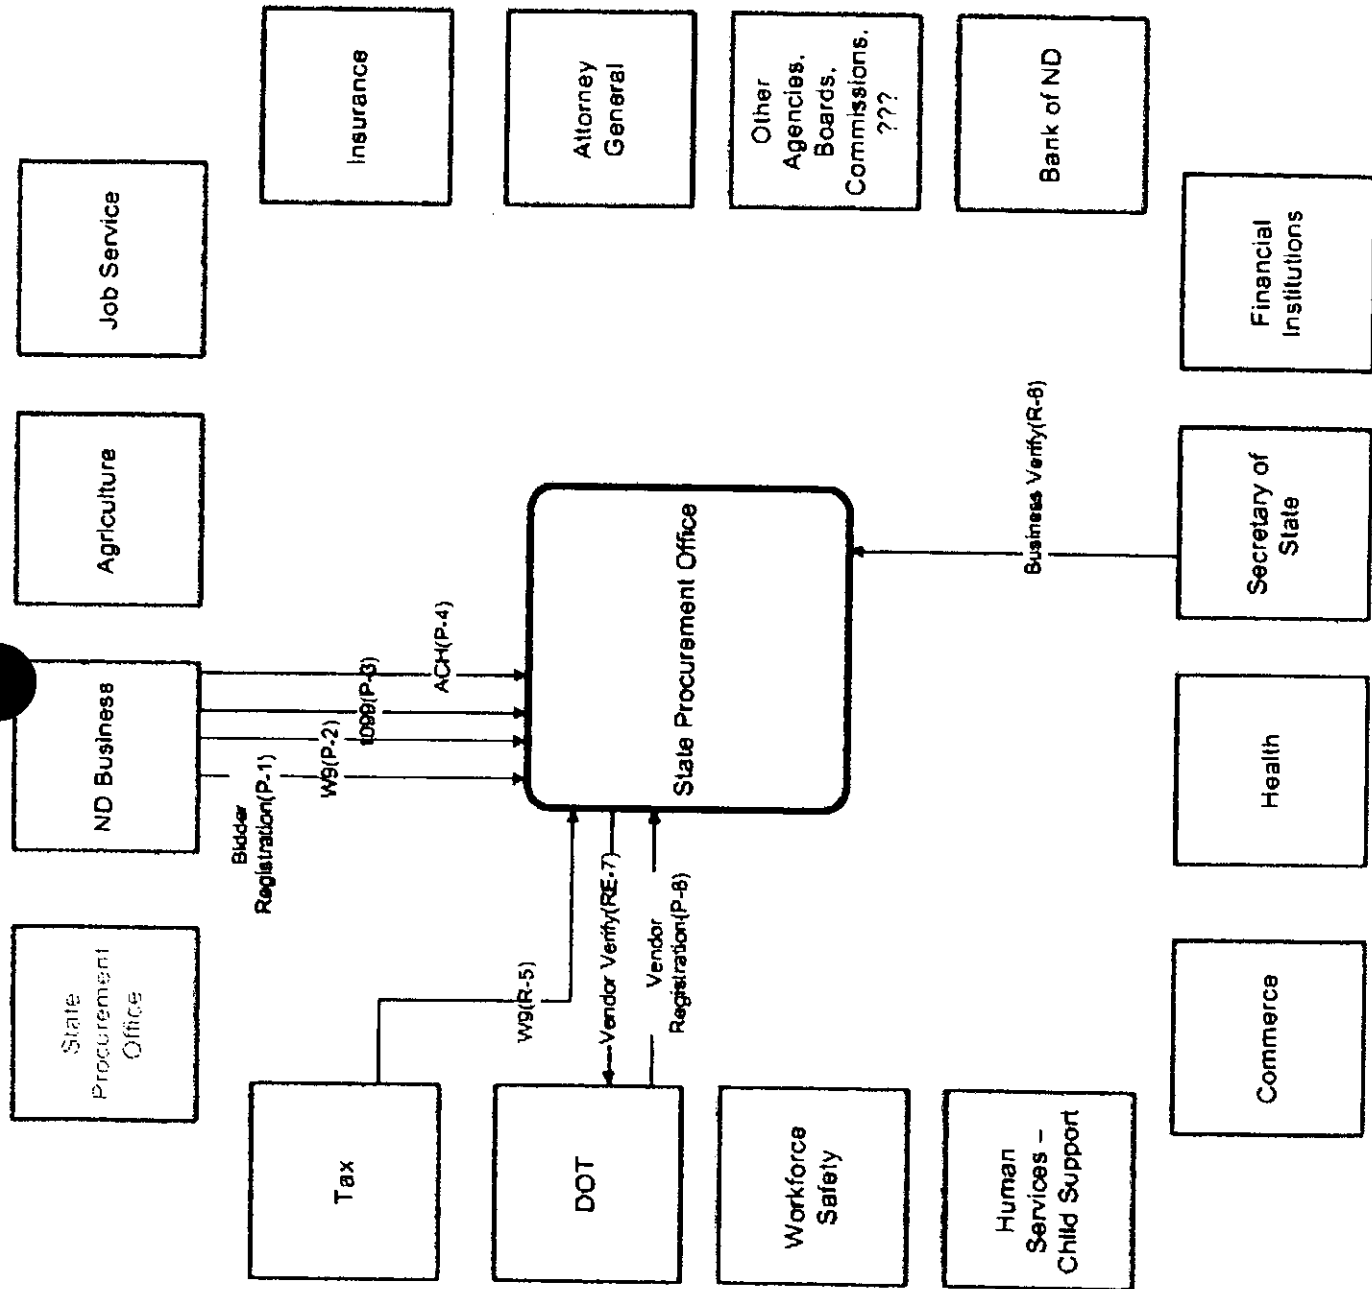 State
Procurement
Office
ND Business
Agriculture
Job Service
Tax
DOT
Workforce
Safety
Human
Services –
Child Support
Bidder
Registration(P-1)
W9(P-2)
1099(P-3)
ACH(P-4)
W9(R-5)
Vendor Verify(RE-7)
Vendor
Registration(P-8)
State Procurement Office
Business Verify(R-6)
Insurance
Attorney
General
Other
Agencies,
Boards,
Commissions,
???
Bank of ND
Commerce
Health
Secretary of
State
Financial
Institutions